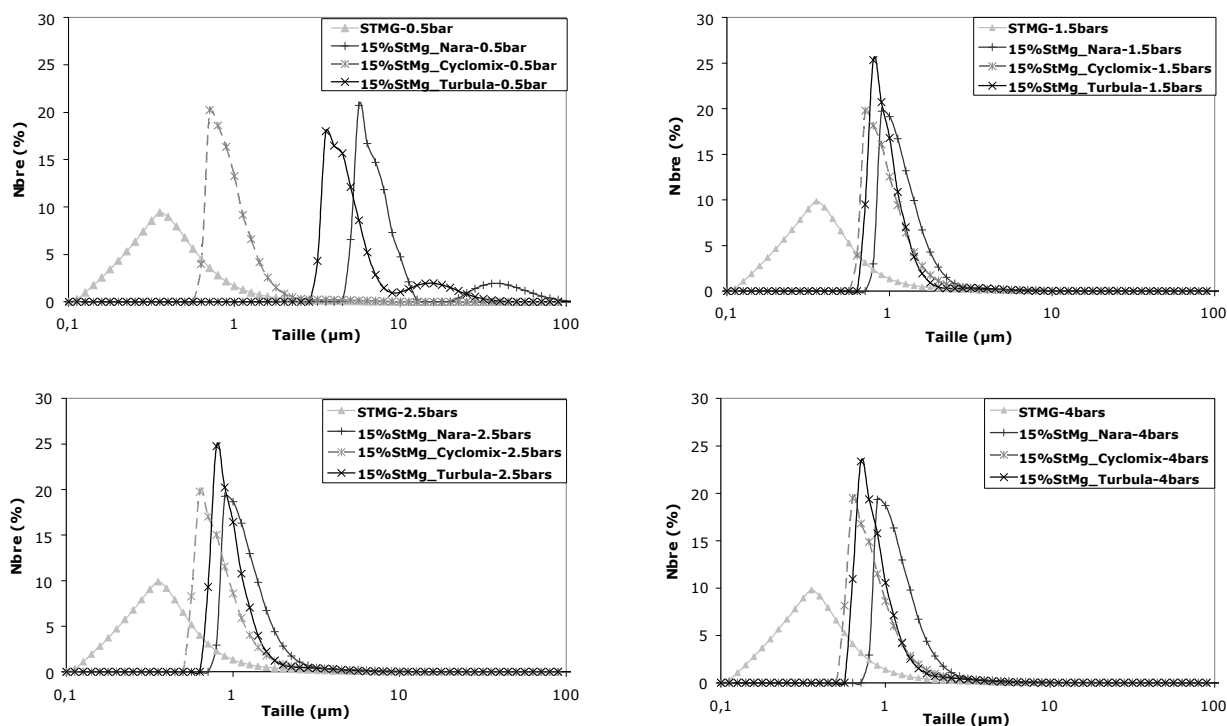 30
25
20
15
10
5
0
Nbre (%)
STMG-0.5bar
15%StMg_Nara-0.5bar
15%StMg_Cyclomix-0.5bar
15%StMg_Turbula-0.5bar
0,1 1 10 100
Taille (µm)
30
25
20
15
10
5
0
Nbre (%)
STMG-1.5bars
15%StMg_Nara-1.5bars
15%StMg_Cyclomix-1.5bars
15%StMg_Turbula-1.5bars
0,1 1 10 100
Taille (µm)
30
25
20
15
10
5
0
Nbre (%)
STMG-2.5bars
15%StMg_Nara-2.5bars
15%StMg_Cyclomix-2.5bars
15%StMg_Turbula-2.5bars
0,1 1 10 100
Taille (µm)
30
25
20
15
10
5
0
Nbre (%)
STMG-4bars
15%StMg_Nara-4bars
15%StMg_Cyclomix-4bars
15%StMg_Turbula-4bars
0,1 1 10 100
Taille (µm)